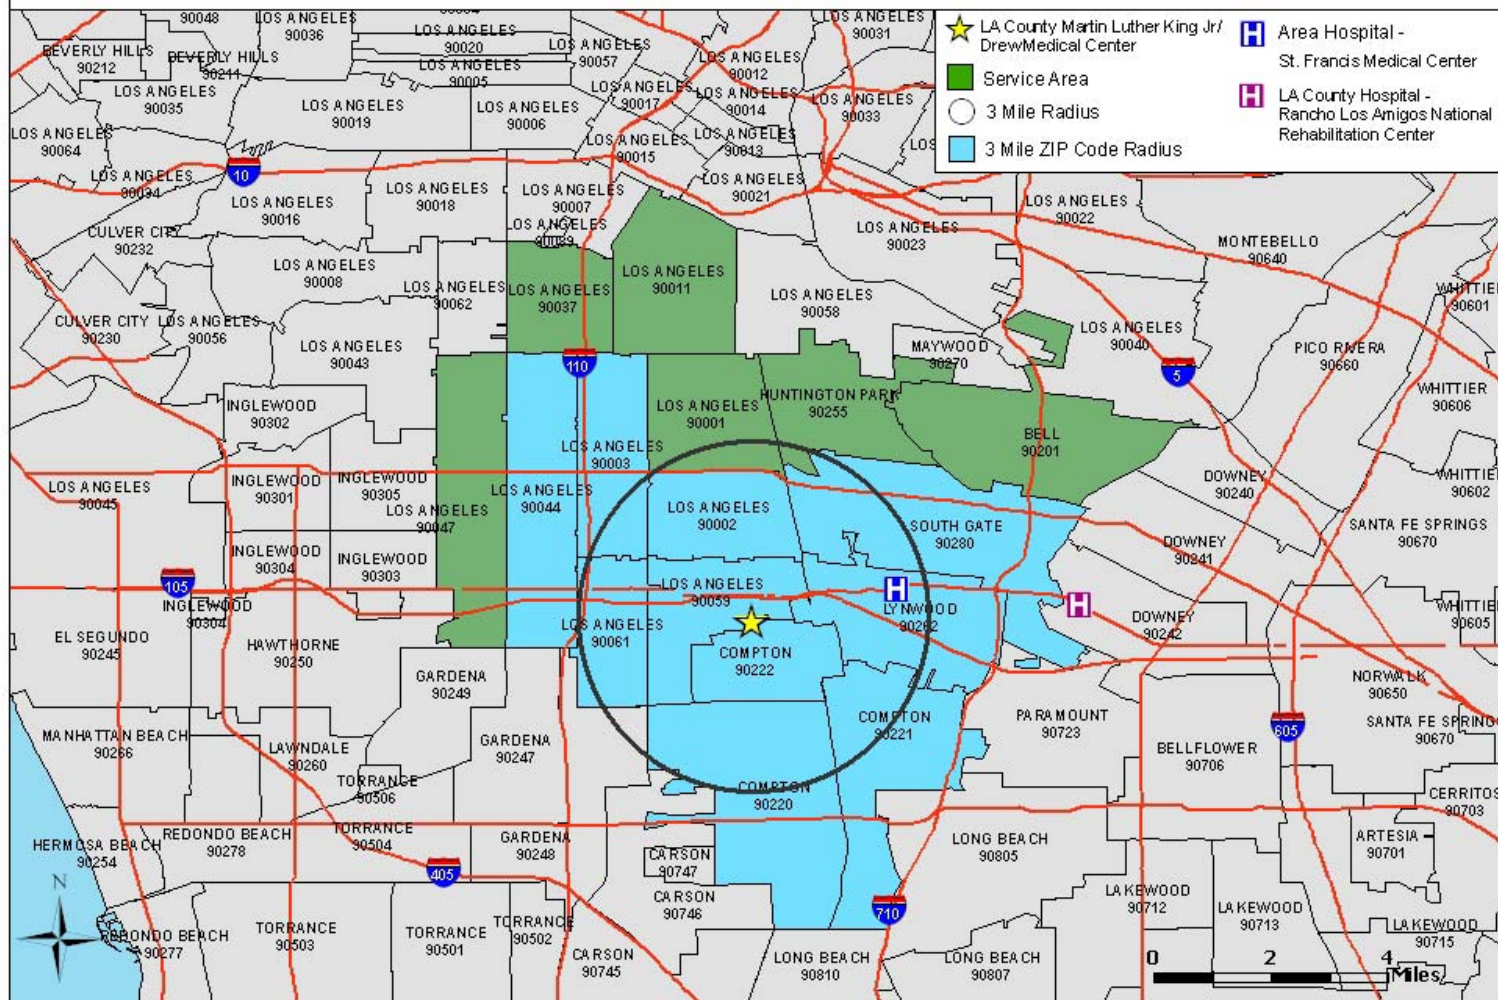 90048
LOS ANGELES
90036
LOS ANGELES
90020
LOS ANGELES
90057
LOS ANGELES
90031
BEVERLY HILLS
90212
BEVERLY HILLS
90211
LOS ANGELES
90005
LOS ANGELES
90012
LOS ANGELES
90035
LOS ANGELES
90019
LOS ANGELES
90006
LOS ANGELES
90017
LOS ANGELES
90014
LOS ANGELES
90033
LOS ANGELES
90064
LOS ANGELES
90015
LOS ANGELES
90013
LOS
LA County Martin Luther King Jr/
DrewMedical Center
Service Area
3 Mile Radius
3 Mile ZIP Code Radius
Area Hospital -
St. Francis Medical Center
LA County Hospital -
Rancho Los Amigos National
Rehabilitation Center
LOS ANGELES
90034
10
LOS ANGELES
90016
LOS ANGELES
90018
LOS ANGELES
90007
LOS ANGELES
90021
LOS ANGELES
90022
CULVER CITY
90232
LOS ANGELES
LOS ANGELES
90023
MONTEBELLO
90640
LOS ANGELES
90008
LOS ANGELES
90062
LOS ANGELES
90037
LOS ANGELES
90011
LOS ANGELES
90058
WHITTIER
90601
CULVER CITY
90230
LOS ANGELES
90056
LOS ANGELES
90043
110
MAYWOOD
90270
LOS ANGELES
90040
5
PICO RIVERA
90660
WHITTIER
90606
INGLEWOOD
90302
LOS ANGELES
90001
HUNTINGTON PARK
90255
LOS ANGELES
90003
BELL
90201
LOS ANGELES
90045
INGLEWOOD
90301
INGLEWOOD
90305
LOS ANGELES
90047
LOS ANGELES
90044
LOS ANGELES
90002
SOUTH GATE
90280
DOWNEY
90240
WHITTIER
90602
SANTA FE SPRINGS
90670
DOWNEY
90241
INGLEWOOD
90304
INGLEWOOD
90303
105
INGLEWOOD
90304
LOS ANGELES
90059
H
LYNWOOD
90262
H
DOWNEY
90242
WHITTIER
90605
EL SEGUNDO
90245
HAWTHORNE
90250
LOS ANGELES
90061
COMPTON
90222
GARDENA
90249
NORWALK
90650
MANHATTAN BEACH
90266
LAWNDALE
90260
GARDENA
90247
COMPTON
90221
PARAMOUNT
90723
605
SANTA FE SPRINGS
90670
BELLFLOWER
90706
TORRANCE
90506
COMPTON
90220
CERRITOS
90703
HERMOSA BEACH
90254
REDONDO BEACH
90278
TORRANCE
90504
GARDENA
90248
LONG BEACH
90805
ARTESIA
90701
405
CARSON
90747
CARSON
90746
710
LAKEWOOD
90712
LAKEWOOD
90713
LAKEWOOD
90715
N
REDONDO BEACH
90277
TORRANCE
90503
TORRANCE
90501
TORRANCE
90502
CARSON
90745
LONG BEACH
90810
LONG BEACH
90807
0 2 4
Miles